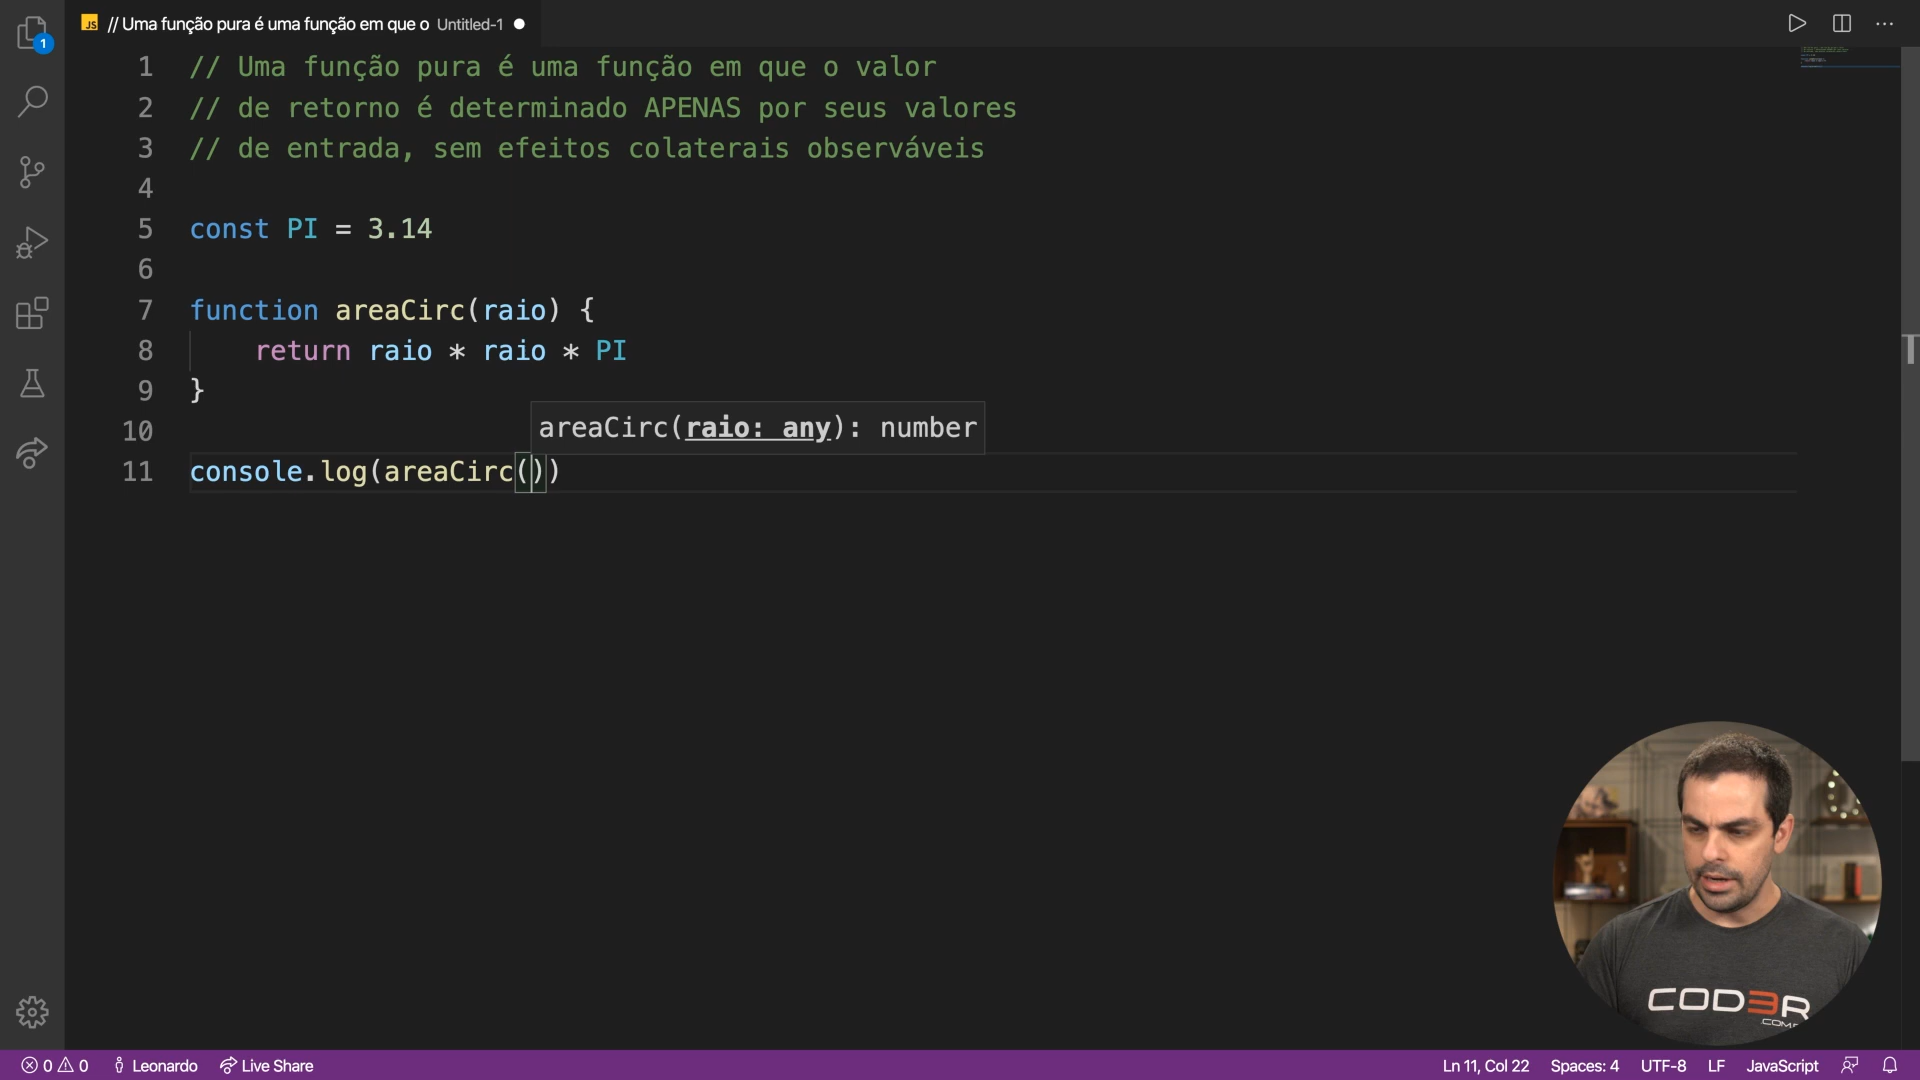 JS // Uma função pura é uma função em que o Untitled-1
1
1 // Uma função pura é uma função em que o valor
2 // de retorno é determinado APENAS por seus valores
3 // de entrada, sem efeitos colaterais observáveis
4
5 const PI = 3.14
6
7 function areaCirc(raio) {
8 return raio * raio * PI
9 }
areaCirc(raio: any): number
10
11 console.log(areaCirc())
COD3R
.COM
0 0 Leonardo Live Share Ln 11, Col 22 Spaces: 4 UTF-8 LF JavaScript